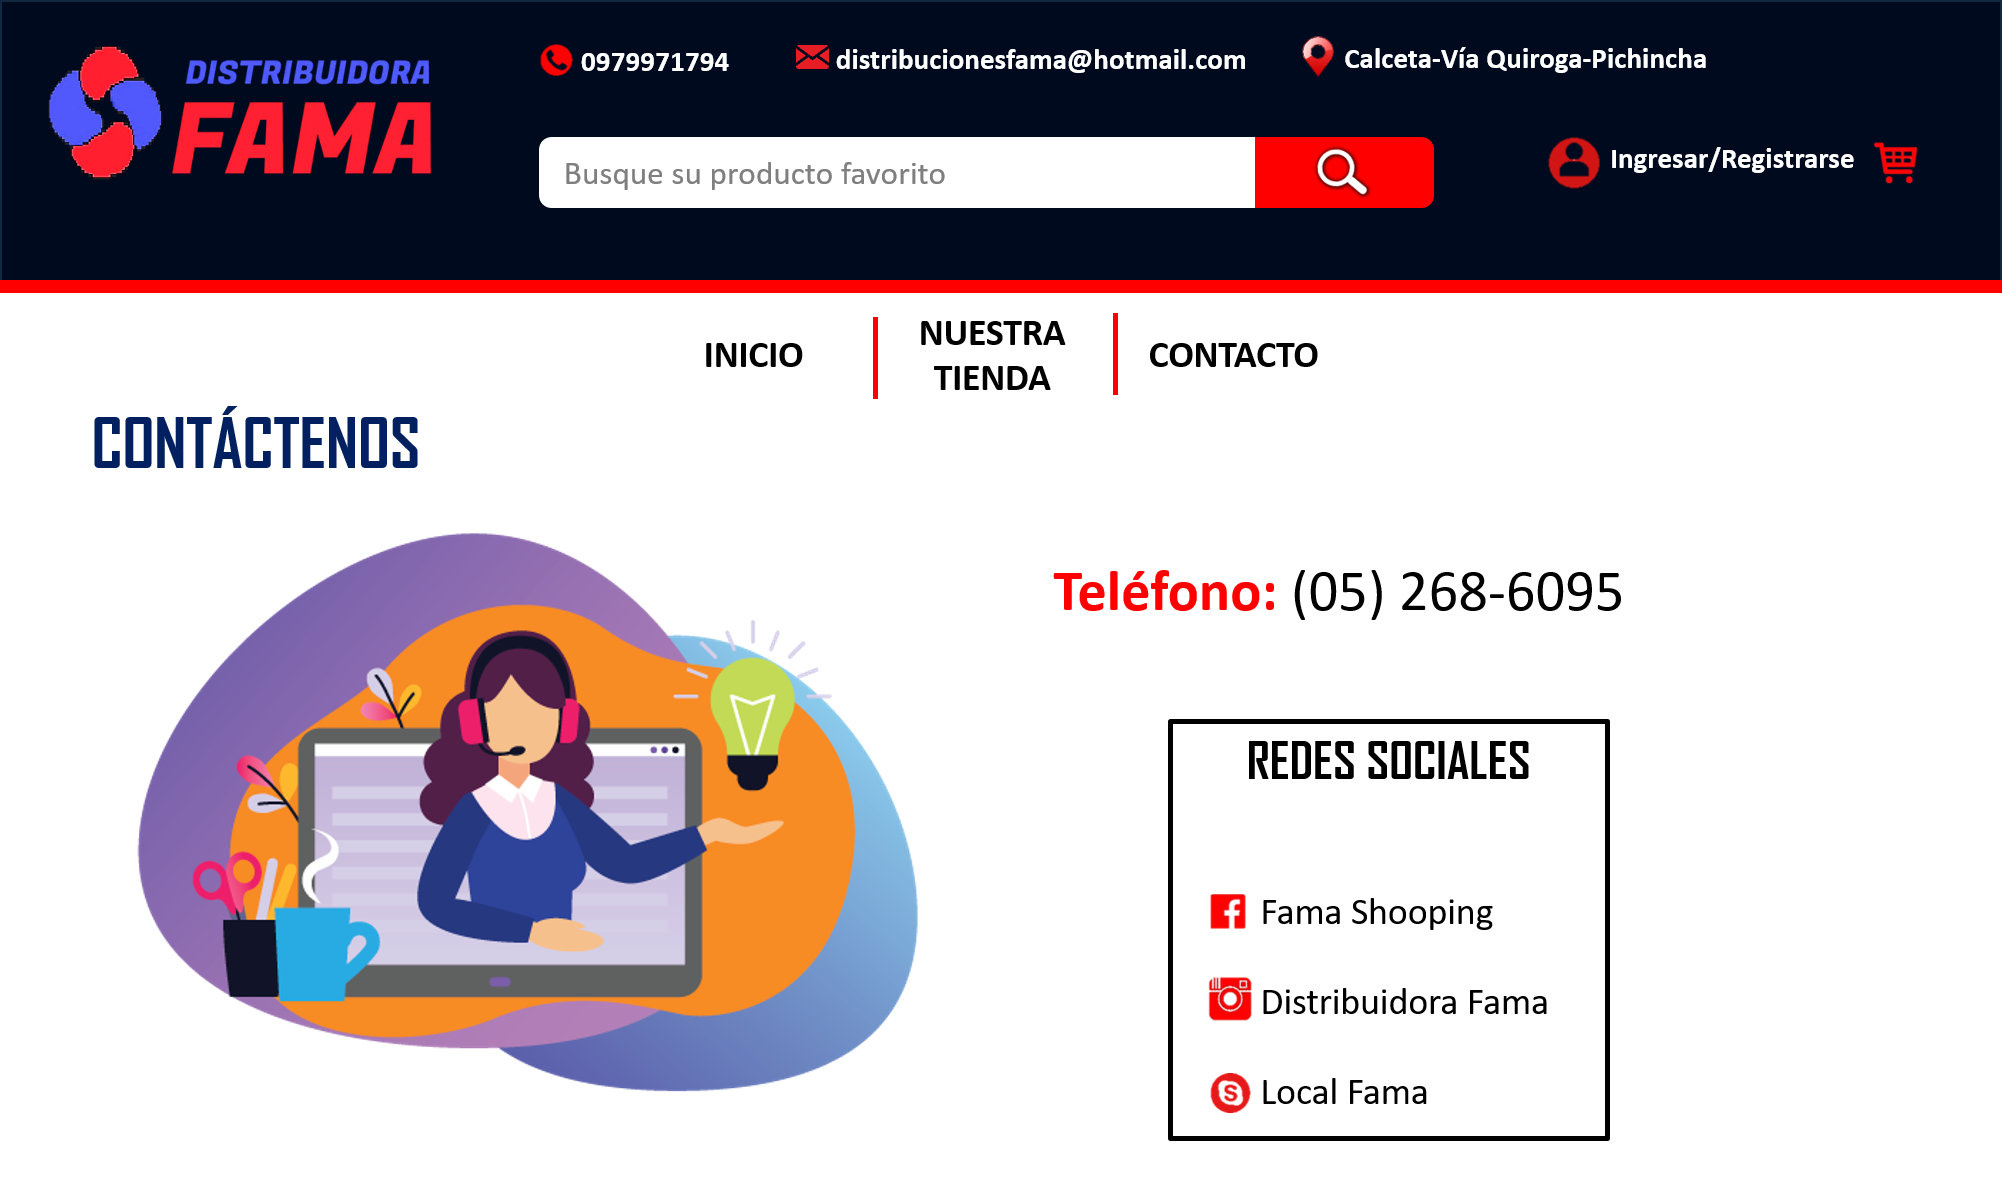 DISTRIBUIDORA
FAMA
0979971794
distribucionesfama@hotmail.com
Calceta-Vía Quiroga-Pichincha
Busque su producto favorito
Ingresar/Registrarse
INICIO
NUESTRA
TIENDA
CONTACTO
CONTÁCTENOS
Teléfono: (05) 268-6095
REDES SOCIALES
Fama Shooping
Distribuidora Fama
Local Fama